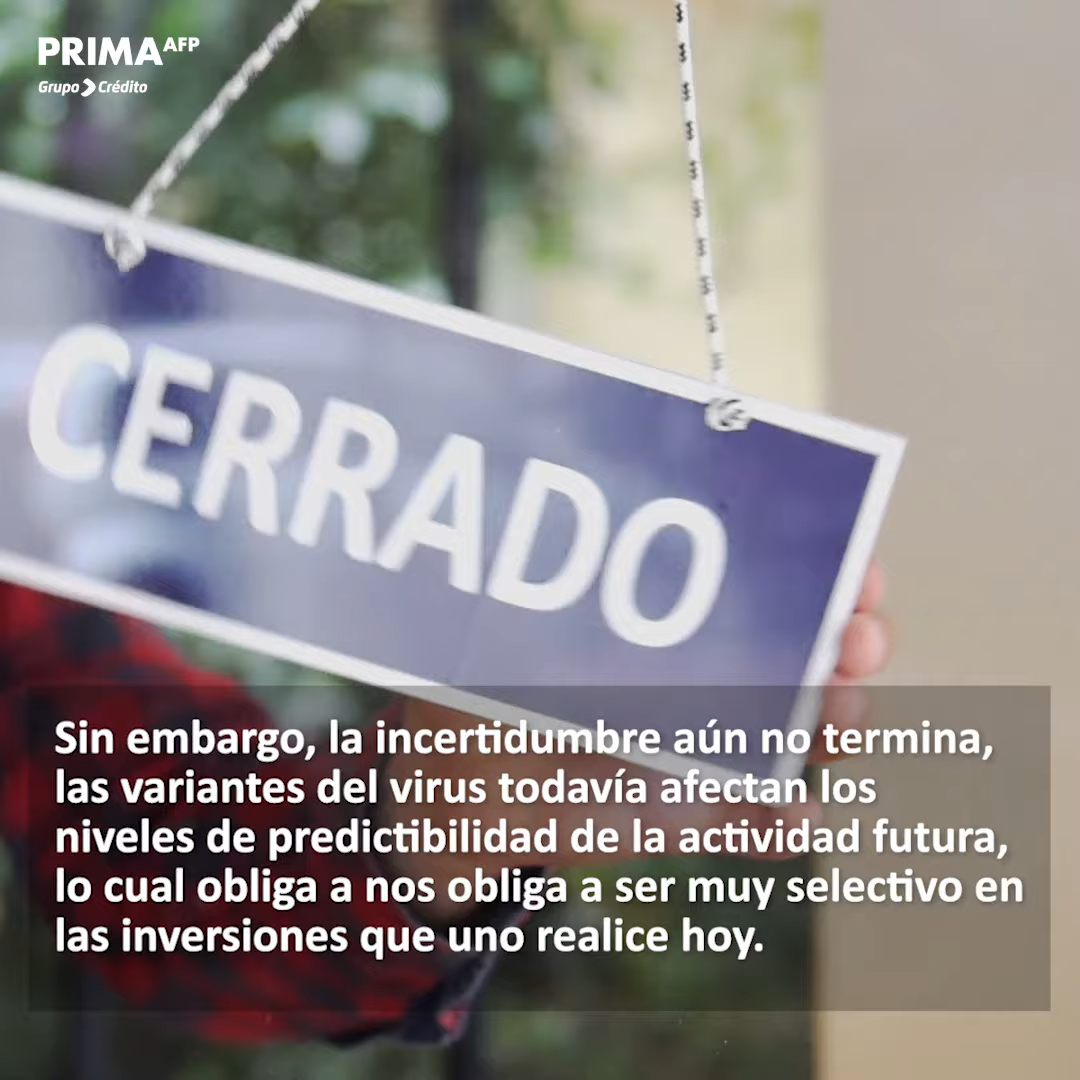 PRIMA AFP
Grupo Crédito
CERRADO
Sin embargo, la incertidumbre aún no termina,
las variantes del virus todavía afectan los
niveles de predictibilidad de la actividad futura,
lo cual obliga a nos obliga a ser muy selectivo en
las inversiones que uno realice hoy.